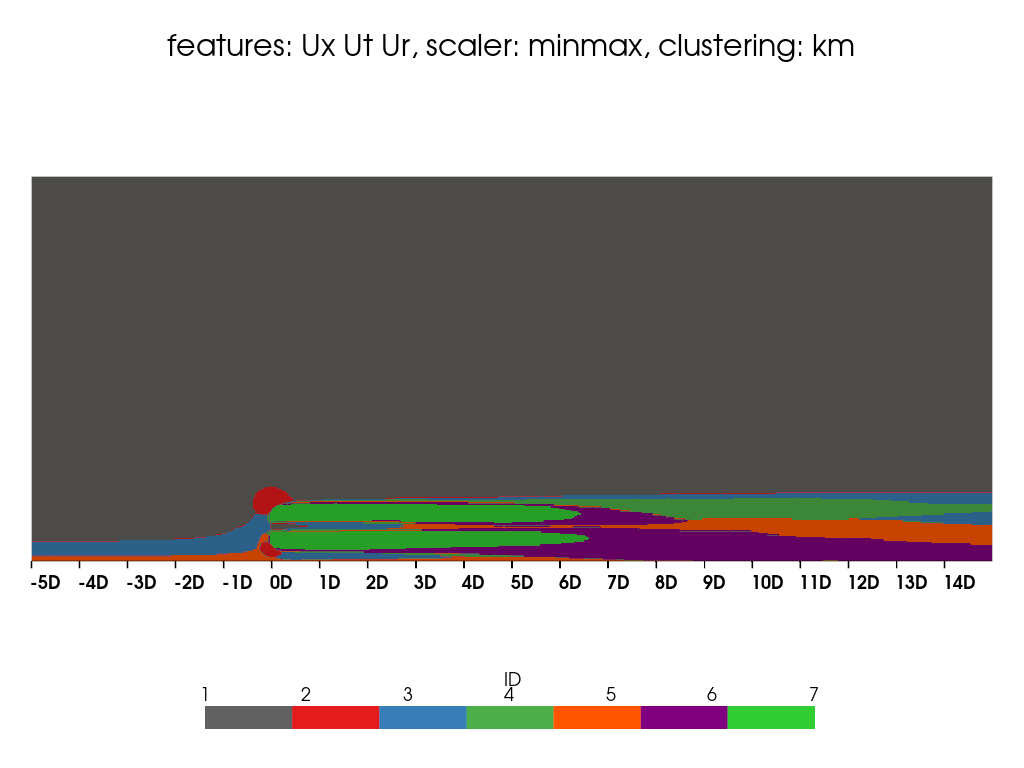 features: Ux Ut Ur, scaler: minmax, clustering: km
-5D -4D -3D -2D -1D 0D 1D 2D 3D 4D 5D 6D 7D 8D 9D 10D 11D 12D 13D 14D
ID
1 2 3 4 5 6 7